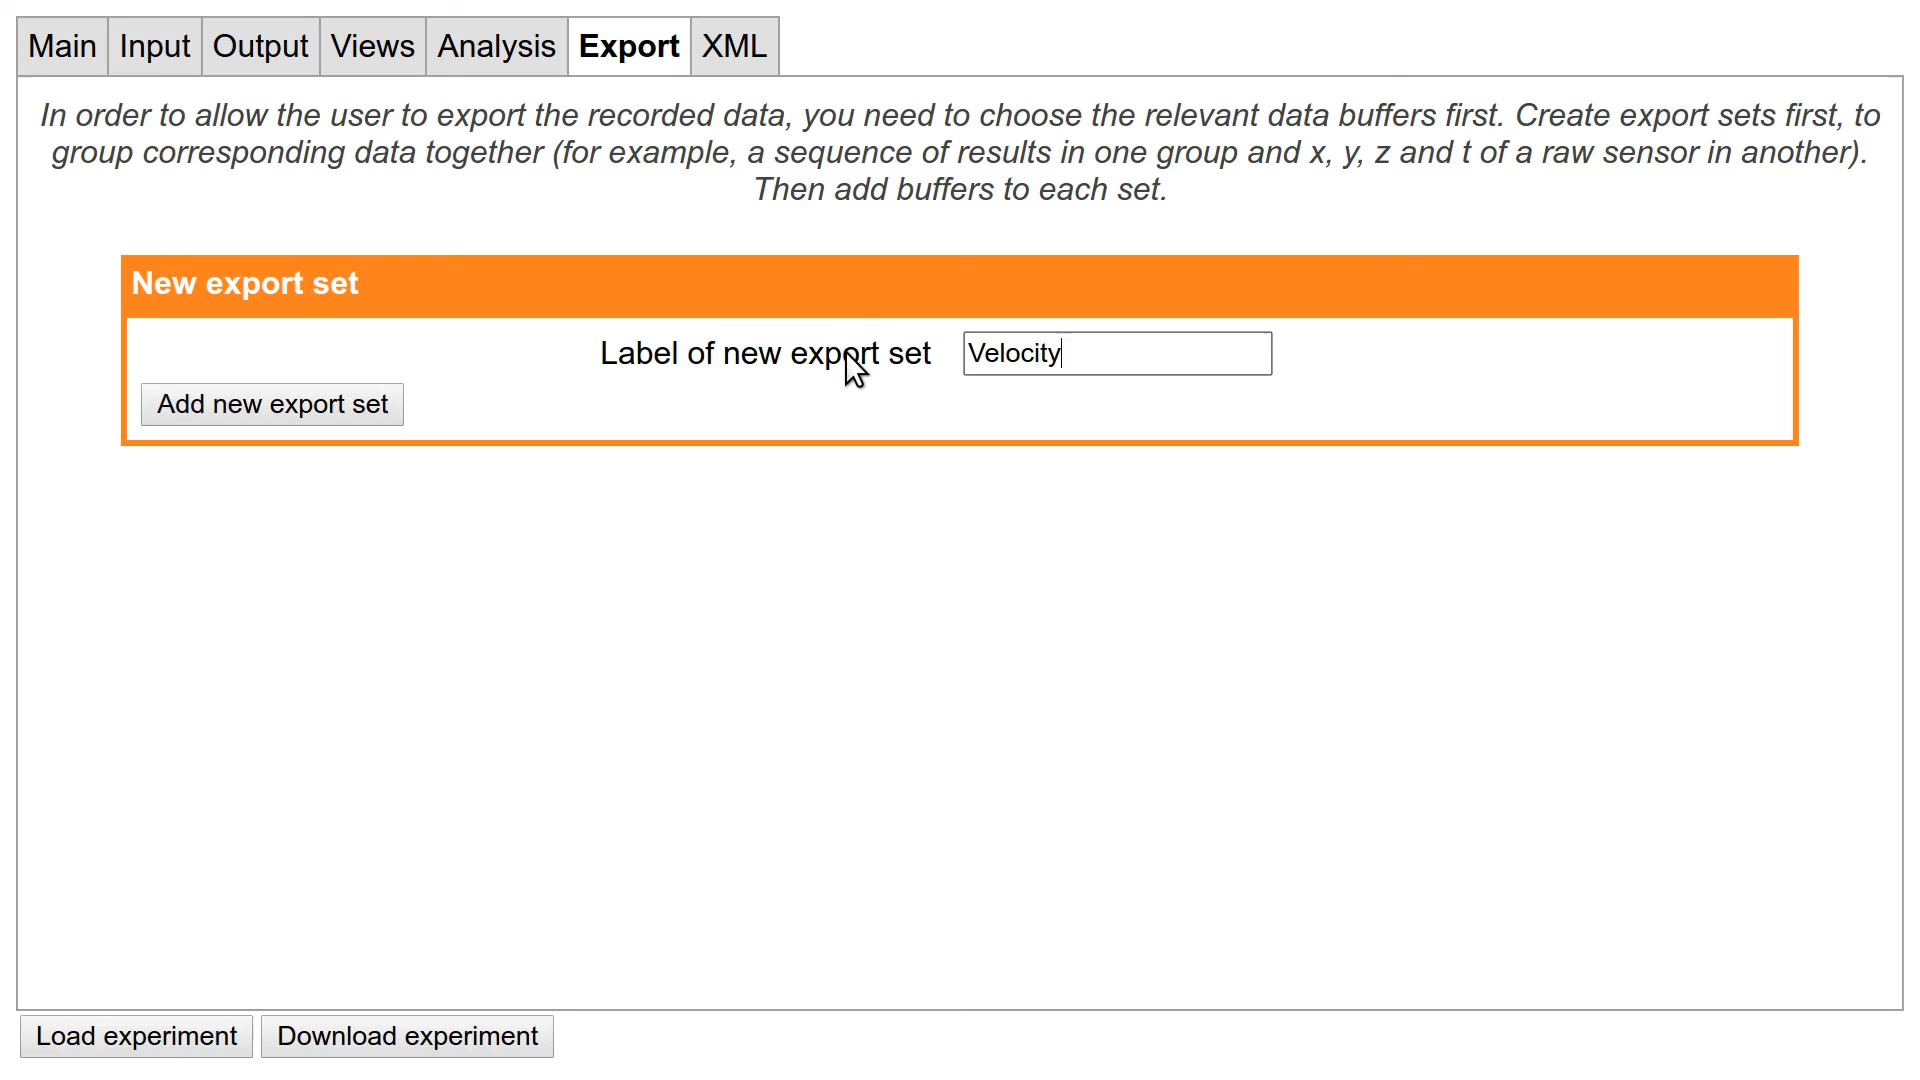 Main Input Output Views Analysis Export XML
In order to allow the user to export the recorded data, you need to choose the relevant data buffers first. Create export sets first, to
group corresponding data together (for example, a sequence of results in one group and x, y, z and t of a raw sensor in another).
Then add buffers to each set.
New export set
Label of new export set Velocity
Add new export set
Load experiment Download experiment